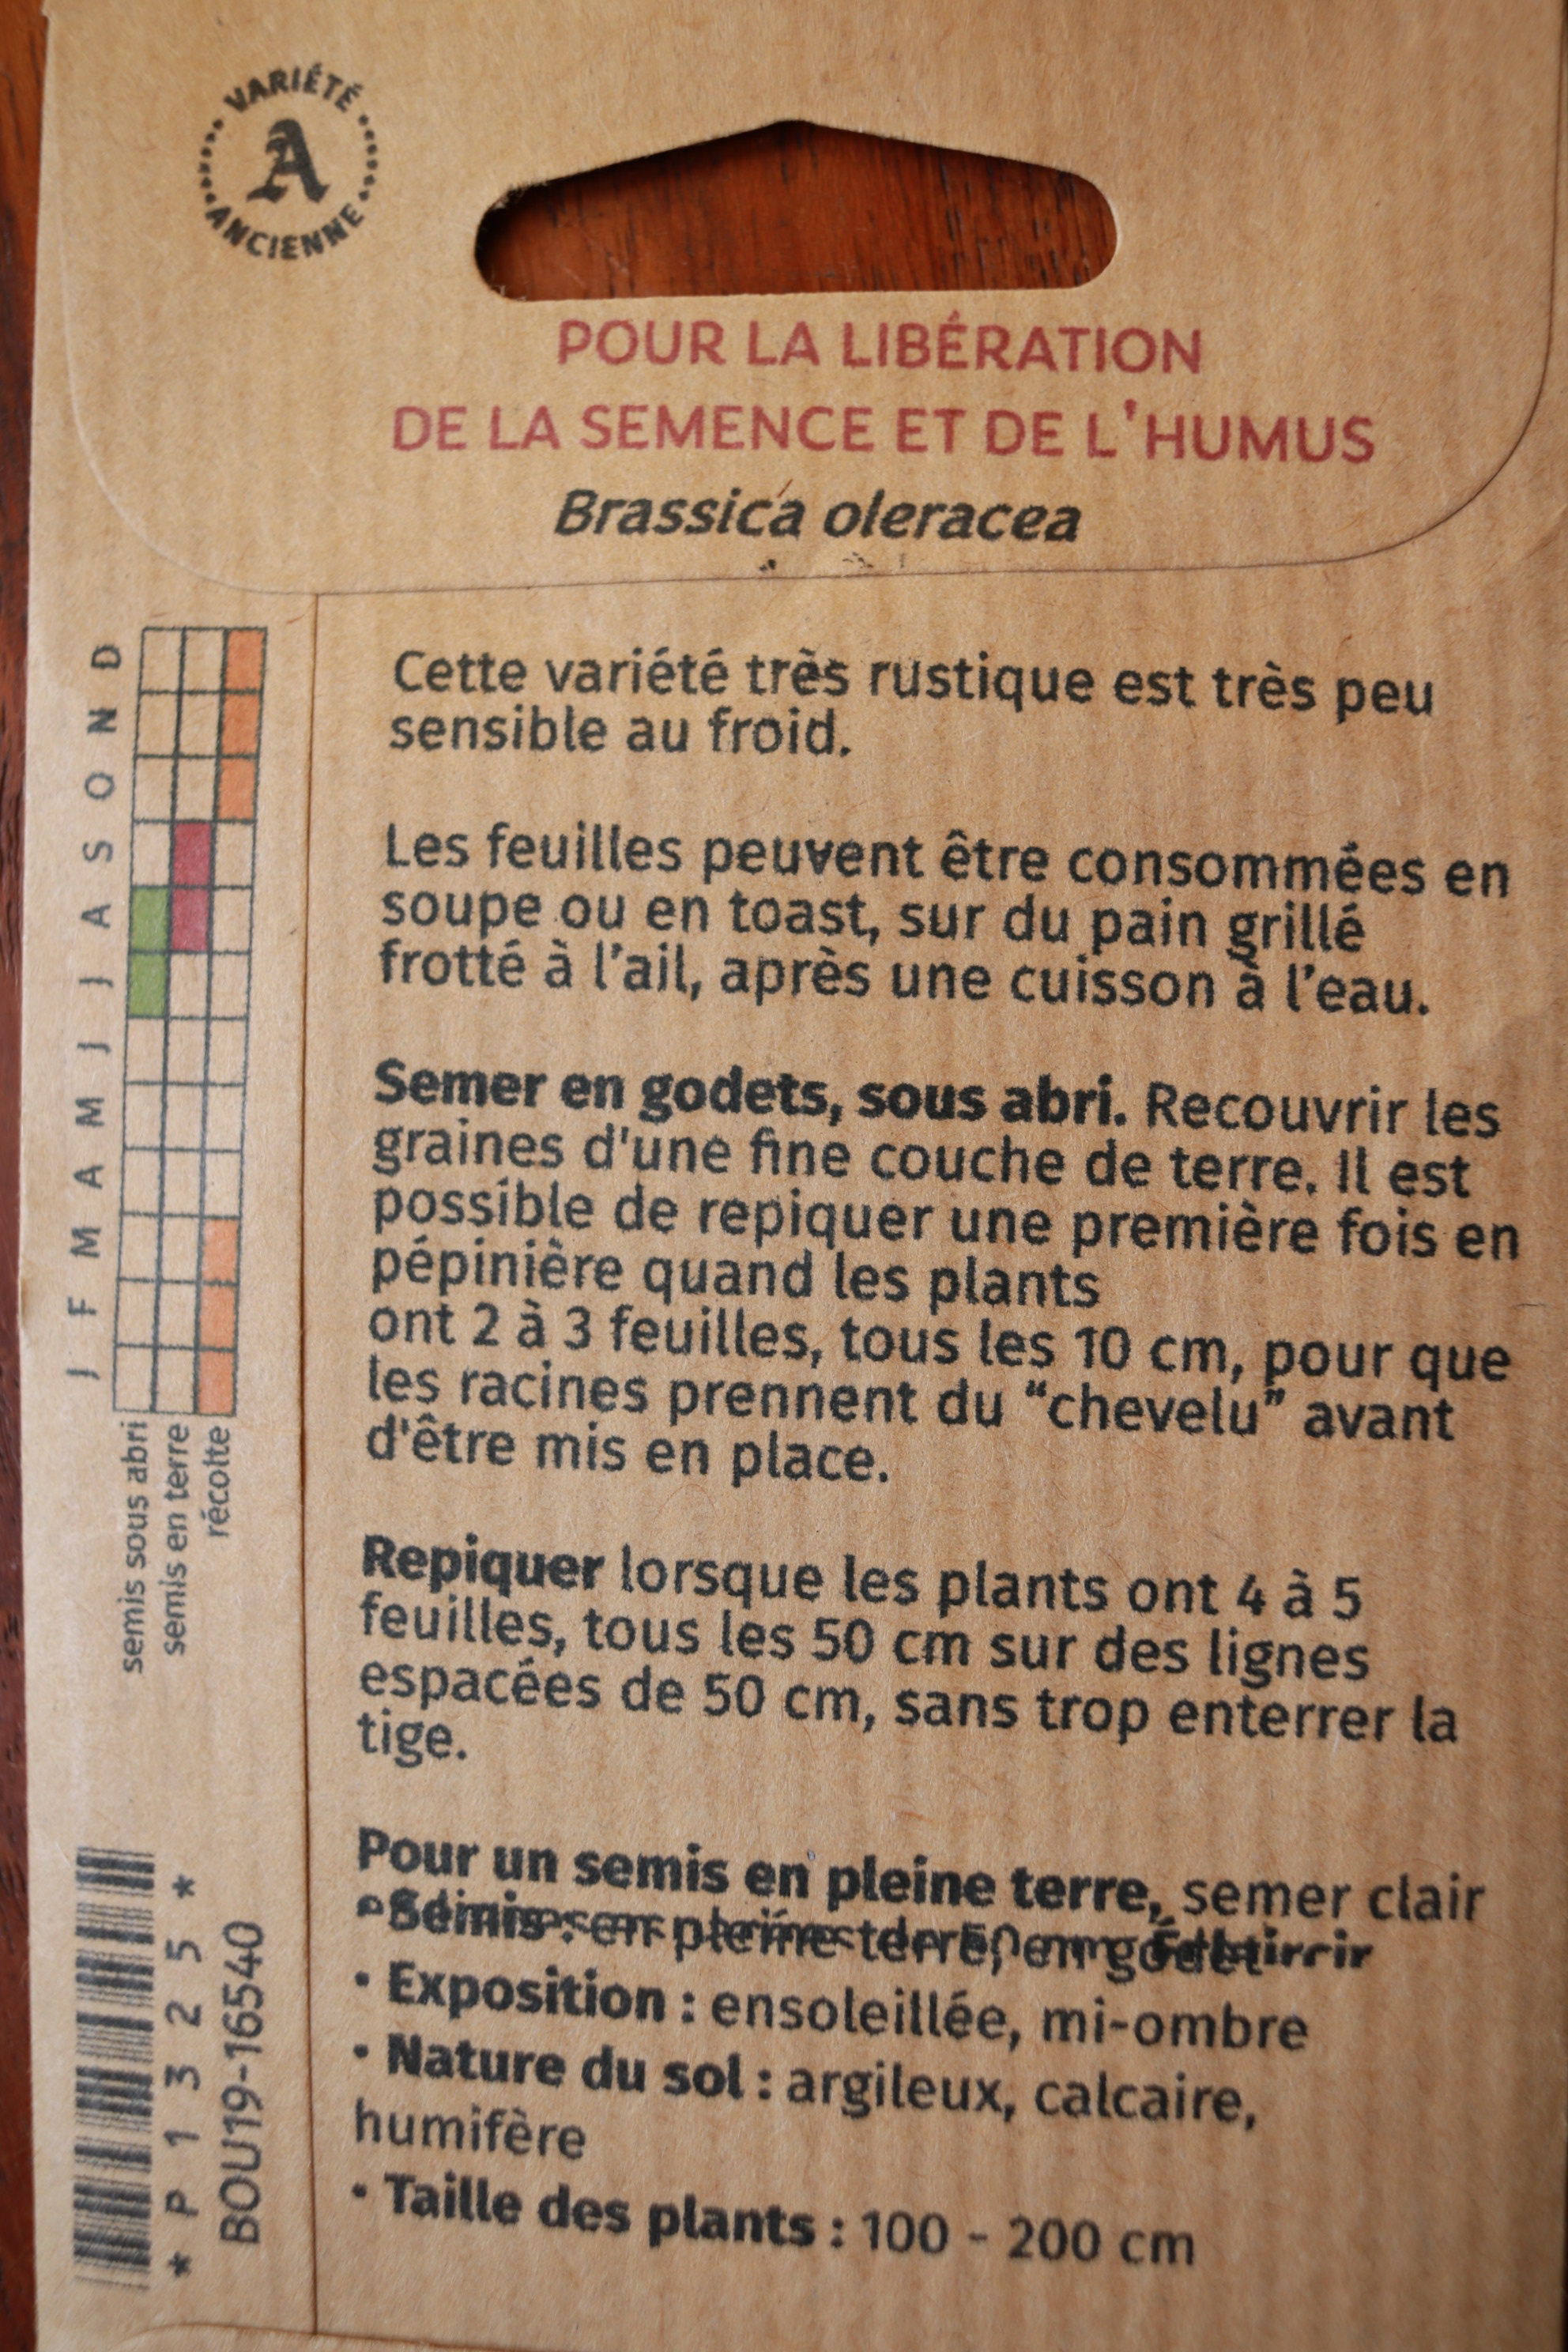 VARIÉTÉ
A
ANCIENNE
POUR LA LIBÉRATION
DE LA SEMENCE ET DE L'HUMUS
Brassica oleracea
J F M A M J J A S O N D
semis sous abri
semis en terre
récolte
Cette variété très rustique est très peu
sensible au froid.
Les feuilles peuvent être consommées en
soupe ou en toast, sur du pain grillé
frotté à l'ail, après une cuisson à l'eau.
Semer en godets, sous abri. Recouvrir les
graines d'une fine couche de terre. Il est
possible de repiquer une première fois en
pépinière quand les plants
ont 2 à 3 feuilles, tous les 10 cm, pour que
les racines prennent du “chevelu” avant
d'être mis en place.
Repiquer lorsque les plants ont 4 à 5
feuilles, tous les 50 cm sur des lignes
espacées de 50 cm, sans trop enterrer la
tige.
Pour un semis en pleine terre, semer clair
• Semis : en pleine terre, en godet
• Exposition : ensoleillée, mi-ombre
• Nature du sol : argileux, calcaire,
humifère
• Taille des plants : 100 - 200 cm
* P 1 3 2 5 *
BOU19-16540